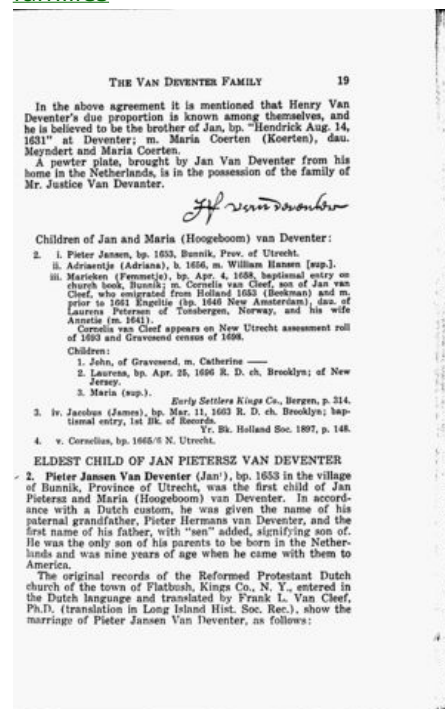 THE VAN DEVENTER FAMILY 19
In the above agreement it is mentioned that Henry Van
Deventer's due proportion is known among themselves, and
he is believed to be the brother of Jan, bp. "Hendrick Aug. 14,
1631" at Deventer; m. Maria Coerten (Koerten), dau.
Meyndert and Maria Coerten.
A pewter plate, brought by Jan Van Deventer from his
home in the Netherlands, is in the possession of the family of
Mr. Justice Van Devanter.
Children of Jan and Maria (Hoogeboom) van Deventer:
2. i. Pieter Jansen, bp. 1653, Bunnik, Prov. of Utrecht.
ii. Adriaentje (Adriana), b. 1656, m. William Hansen [sup.].
iii. Marieken (Femmetje), bp. Apr. 4, 1658, baptismal entry on
church book, Bunnik; m. Cornelis van Cleef, son of Jan van
Cleef, who emigrated from Holland 1653 (Beekman) and m.
prior to 1661 Engeltie (bp. 1646 New Amsterdam), dau. of
Laurens Petersen of Tunsbergen, Norway, and his wife
Annetie (m. 1641).
Cornelis van Cleef appears on New Utrecht assessment roll
of 1693 and Gravesend census of 1698.
Children:
1. John, of Gravesend, m. Catherine ——
2. Laurens, bp. Apr. 25, 1696 R. D. ch. Brooklyn; of New
Jersey.
3. Maria (sup.).
Early Settlers Kings Co., Bergen, p. 314.
3. iv. Jacobus (James), bp. Mar. 11, 1663 R. D. ch. Brooklyn; bap-
tismal entry, 1st Bk. of Records.
Yr. Bk. Holland Soc. 1897, p. 148.
4. v. Cornelius, bp. 1665/6 N. Utrecht.
ELDEST CHILD OF JAN PIETERSZ VAN DEVENTER
2. Pieter Jansen Van Deventer (Jan¹), bp. 1653 in the village
of Bunnik, Province of Utrecht, was the first child of Jan
Pietersz and Maria (Hoogeboom) van Deventer. In accord-
ance with a Dutch custom, he was given the name of his
paternal grandfather, Pieter Hermans van Deventer, and the
first name of his father, with "sen" added, signifying son of.
He was the only son of his parents to be born in the Nether-
lands and was nine years of age when he came with them to
America.
The original records of the Reformed Protestant Dutch
church of the town of Flatbush, Kings Co., N. Y., entered in
the Dutch language and translated by Frank L. Van Cleef,
Ph.D. (translation in Long Island Hist. Soc. Rec.), show the
marriage of Pieter Jansen Van Deventer, as follows: